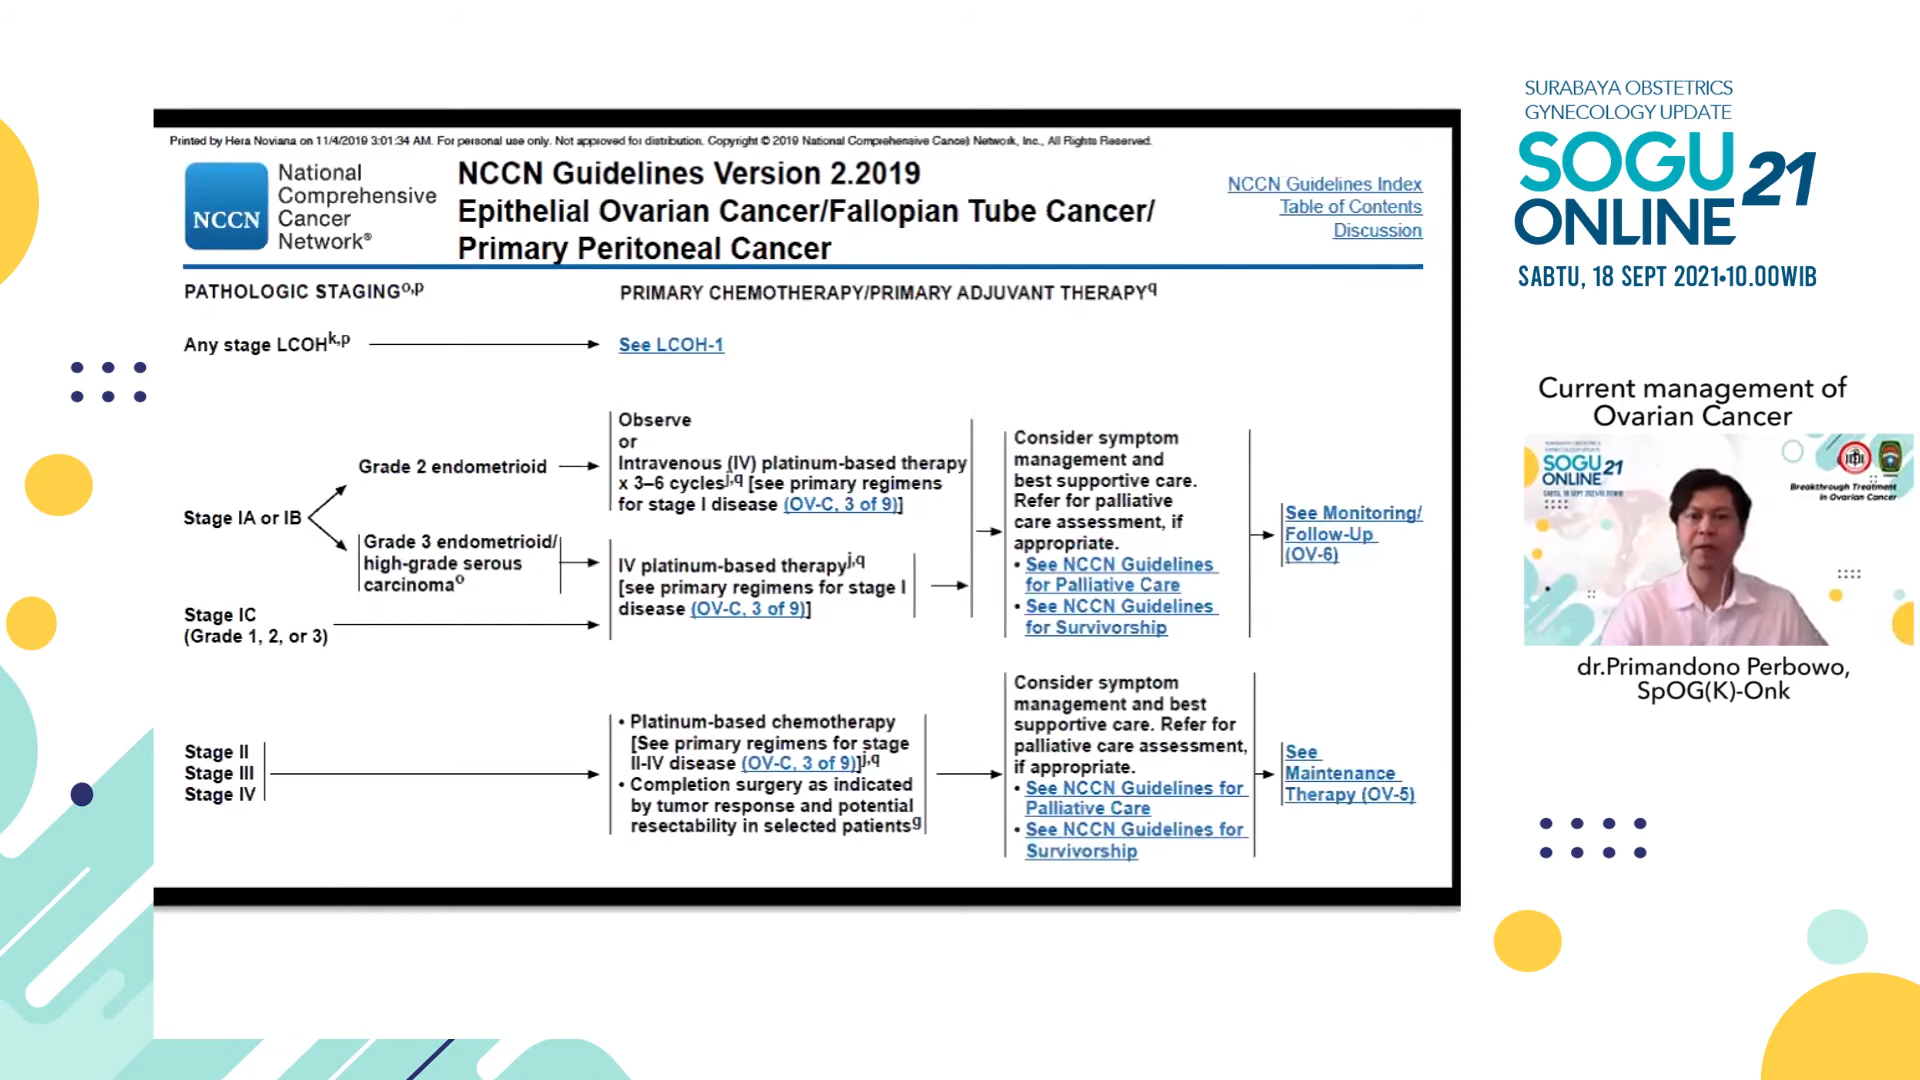 Printed by Hera Noviana on 11/4/2019 3:01:34 AM. For personal use only. Not approved for distribution. Copyright © 2019 National Comprehensive Cancer Network, Inc., All Rights Reserved.
NCCN
National
Comprehensive
Cancer
Network®
NCCN Guidelines Version 2.2019
Epithelial Ovarian Cancer/Fallopian Tube Cancer/
Primary Peritoneal Cancer
NCCN Guidelines Index
Table of Contents
Discussion
PATHOLOGIC STAGINGo,p
PRIMARY CHEMOTHERAPY/PRIMARY ADJUVANT THERAPYq
Any stage LCOHk,p
See LCOH-1
Stage IA or IB
Grade 2 endometrioid
Grade 3 endometrioid/
high-grade serous
carcinomao
Stage IC
(Grade 1, 2, or 3)
Observe
or
Intravenous (IV) platinum-based therapy
x 3–6 cyclesj,q [see primary regimens
for stage I disease (OV-C, 3 of 9)]
IV platinum-based therapyj,q
[see primary regimens for stage I
disease (OV-C, 3 of 9)]
Consider symptom
management and
best supportive care.
Refer for palliative
care assessment, if
appropriate.
• See NCCN Guidelines
for Palliative Care
• See NCCN Guidelines
for Survivorship
See Monitoring/
Follow-Up
(OV-6)
Stage II
Stage III
Stage IV
• Platinum-based chemotherapy
[See primary regimens for stage
II-IV disease (OV-C, 3 of 9)]j,q
• Completion surgery as indicated
by tumor response and potential
resectability in selected patientsg
Consider symptom
management and best
supportive care. Refer for
palliative care assessment,
if appropriate.
• See NCCN Guidelines for
Palliative Care
• See NCCN Guidelines for
Survivorship
See
Maintenance
Therapy (OV-5)
SURABAYA OBSTETRICS
GYNECOLOGY UPDATE
SOGU 21
ONLINE
SABTU, 18 SEPT 2021•10.00WIB
Current management of
Ovarian Cancer
SURABAYA OBSTETRICS
GYNECOLOGY UPDATE
SOGU 21
ONLINE
SABTU, 18 SEPT 2021•10.00WIB
Breakthrough Treatment
in Ovarian Cancer
dr.Primandono Perbowo,
SpOG(K)-Onk